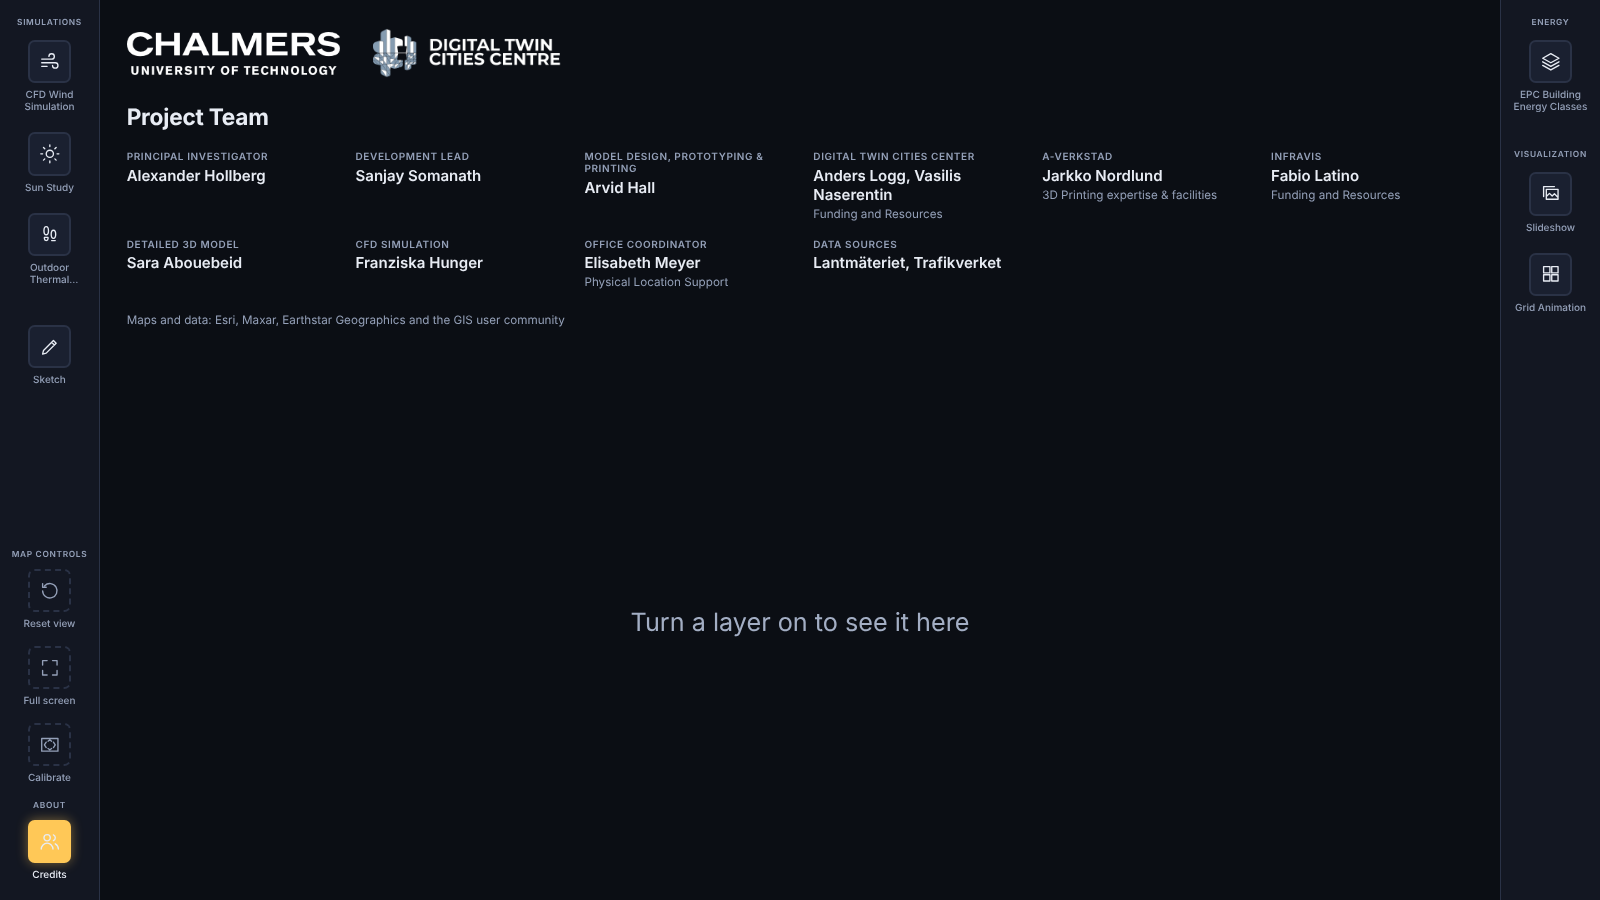 SIMULATIONS
CFD Wind
Simulation
Sun Study
Outdoor
Thermal...
Sketch
MAP CONTROLS
Reset view
Full screen
Calibrate
ABOUT
Credits
CHALMERS
UNIVERSITY OF TECHNOLOGY
DIGITAL TWIN
CITIES CENTRE
Project Team
PRINCIPAL INVESTIGATOR
Alexander Hollberg
DEVELOPMENT LEAD
Sanjay Somanath
MODEL DESIGN, PROTOTYPING &
PRINTING
Arvid Hall
DIGITAL TWIN CITIES CENTER
Anders Logg, Vasilis
Naserentin
Funding and Resources
A-VERKSTAD
Jarkko Nordlund
3D Printing expertise & facilities
INFRAVIS
Fabio Latino
Funding and Resources
DETAILED 3D MODEL
Sara Abouebeid
CFD SIMULATION
Franziska Hunger
OFFICE COORDINATOR
Elisabeth Meyer
Physical Location Support
DATA SOURCES
Lantmäteriet, Trafikverket
Maps and data: Esri, Maxar, Earthstar Geographics and the GIS user community
Turn a layer on to see it here
ENERGY
EPC Building
Energy Classes
VISUALIZATION
Slideshow
Grid Animation